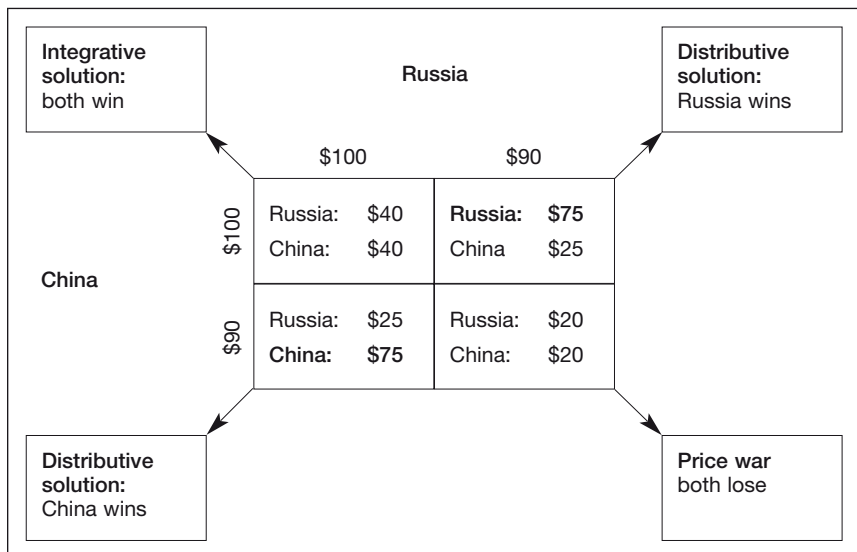 Integrative
solution:
both win
Russia
Distributive
solution:
Russia wins
$100 $90
$100
Russia: $40
China: $40
Russia: $75
China $25
China
$90
Russia: $25
China: $75
Russia: $20
China: $20
Distributive
solution:
China wins
Price war
both lose